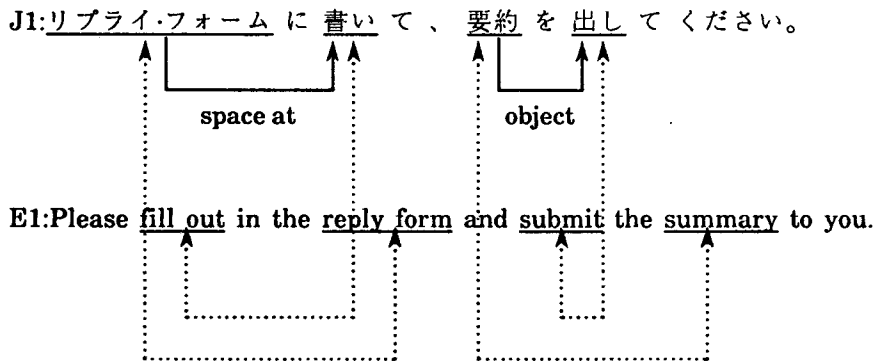 J1:リプライ·フォーム に 書い て 、 要約 を 出し て ください。
space at object
E1:Please fill out in the reply form and submit the summary to you.